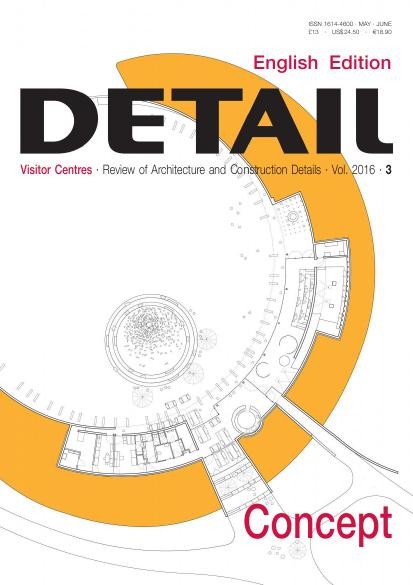 ISSN 1614-4600 · MAY · JUNE
£13 · US$24.50 · €18.90
English Edition
DETAIL
Visitor Centres · Review of Architecture and Construction Details · Vol. 2016 · 3
Concept